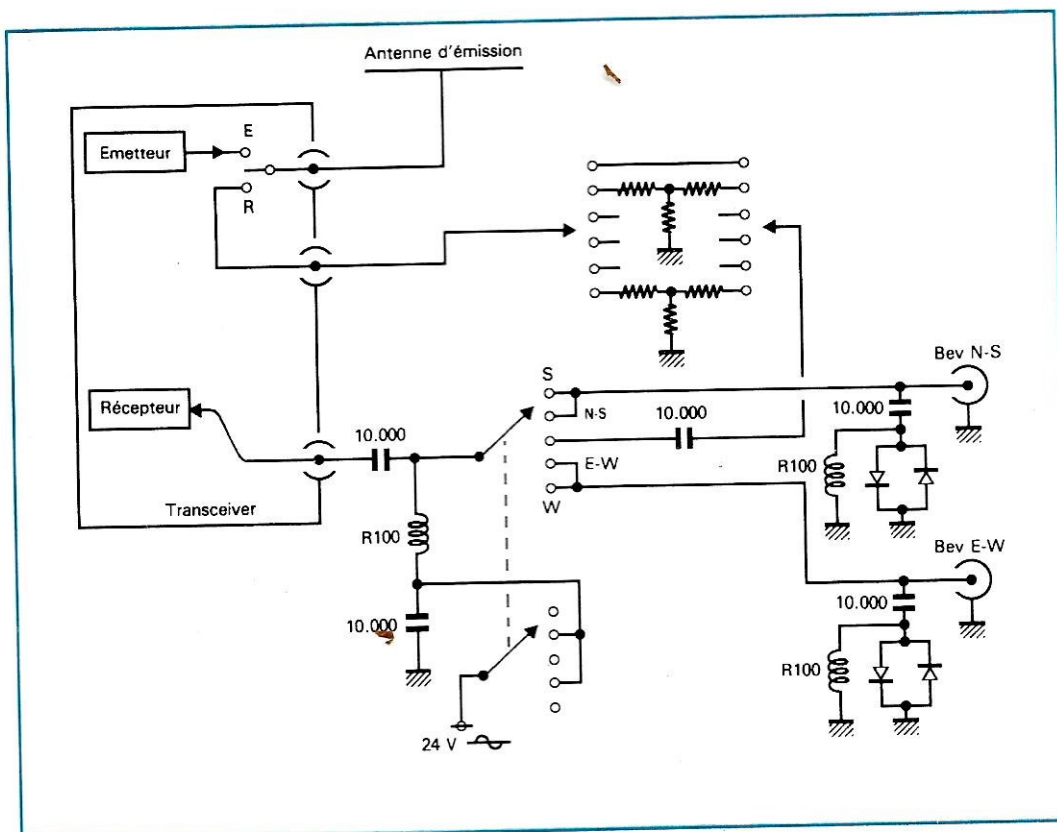 Antenne d'émission
E
Emetteur
R
Bev N-S
S
10.000
Récepteur
10.000
N-S
10.000
E-W
R100
Transceiver
W
R100
Bev E-W
10.000
10.000
R100
24 V